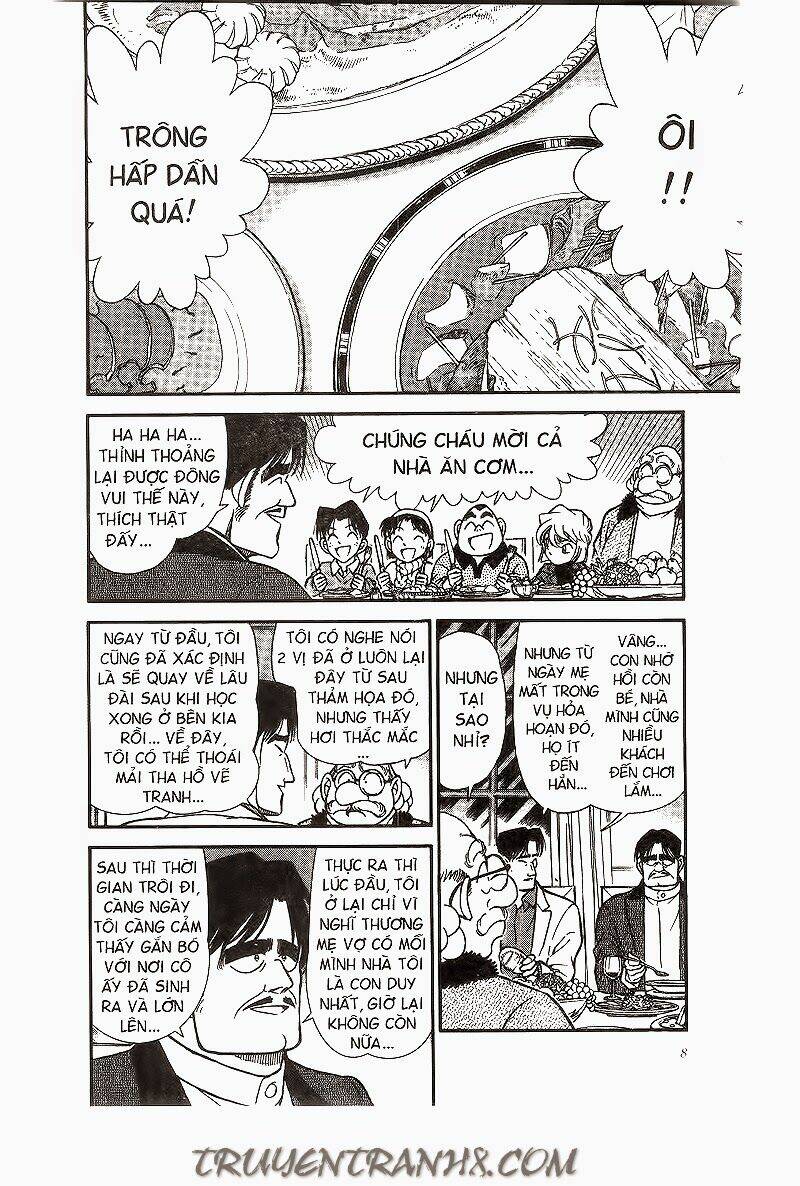 ÔI
!!
TRÔNG
HẤP DẪN
QUÁ!
CHÚNG CHÁU MỜI CẢ
NHÀ ĂN CƠM...
HA HA HA...
THỈNH THOẢNG
LẠI ĐƯỢC ĐÔNG
VUI THẾ NÀY,
THÍCH THẬT
ĐẤY...
VÂNG...
CON NHỚ
HỒI CÒN
BÉ, NHÀ
MÌNH CŨNG
NHIỀU
KHÁCH
ĐẾN CHƠI
LẮM...
NHƯNG TỪ
NGÀY MẸ
MẤT TRONG
VỤ HỎA
HOẠN ĐÓ,
HỌ ÍT
ĐẾN
HẲN...
NHƯNG
TẠI
SAO
NHỈ?
TÔI CÓ NGHE NÓI
2 VỊ ĐÃ Ở LUÔN LẠI
ĐÂY TỪ SAU
THẢM HỌA ĐÓ,
NHƯNG THẤY
HƠI THẮC MẮC
...
NGAY TỪ ĐẦU, TÔI
CŨNG ĐÃ XÁC ĐỊNH
LÀ SẼ QUAY VỀ LÂU
ĐÀI SAU KHI HỌC
XONG Ở BÊN KIA
RỒI... VỀ ĐÂY,
TÔI CÓ THỂ THOẢI
MÁI THA HỒ VẼ
TRANH...
THỰC RA THÌ
LÚC ĐẦU, TÔI
Ở LẠI CHỈ VÌ
NGHĨ THƯƠNG
MẸ VỢ CÓ MỖI
MÌNH NHÀ TÔI
LÀ CON DUY
NHẤT, GIỜ LẠI
KHÔNG CÒN
NỮA...
SAU THÌ THỜI
GIAN TRÔI ĐI,
CÀNG NGÀY
TÔI CÀNG CẢM
THẤY GẮN BÓ
VỚI NƠI CÔ
ẤY ĐÃ SINH
RA VÀ LỚN
LÊN...
8
TRUYENTRANH8.COM